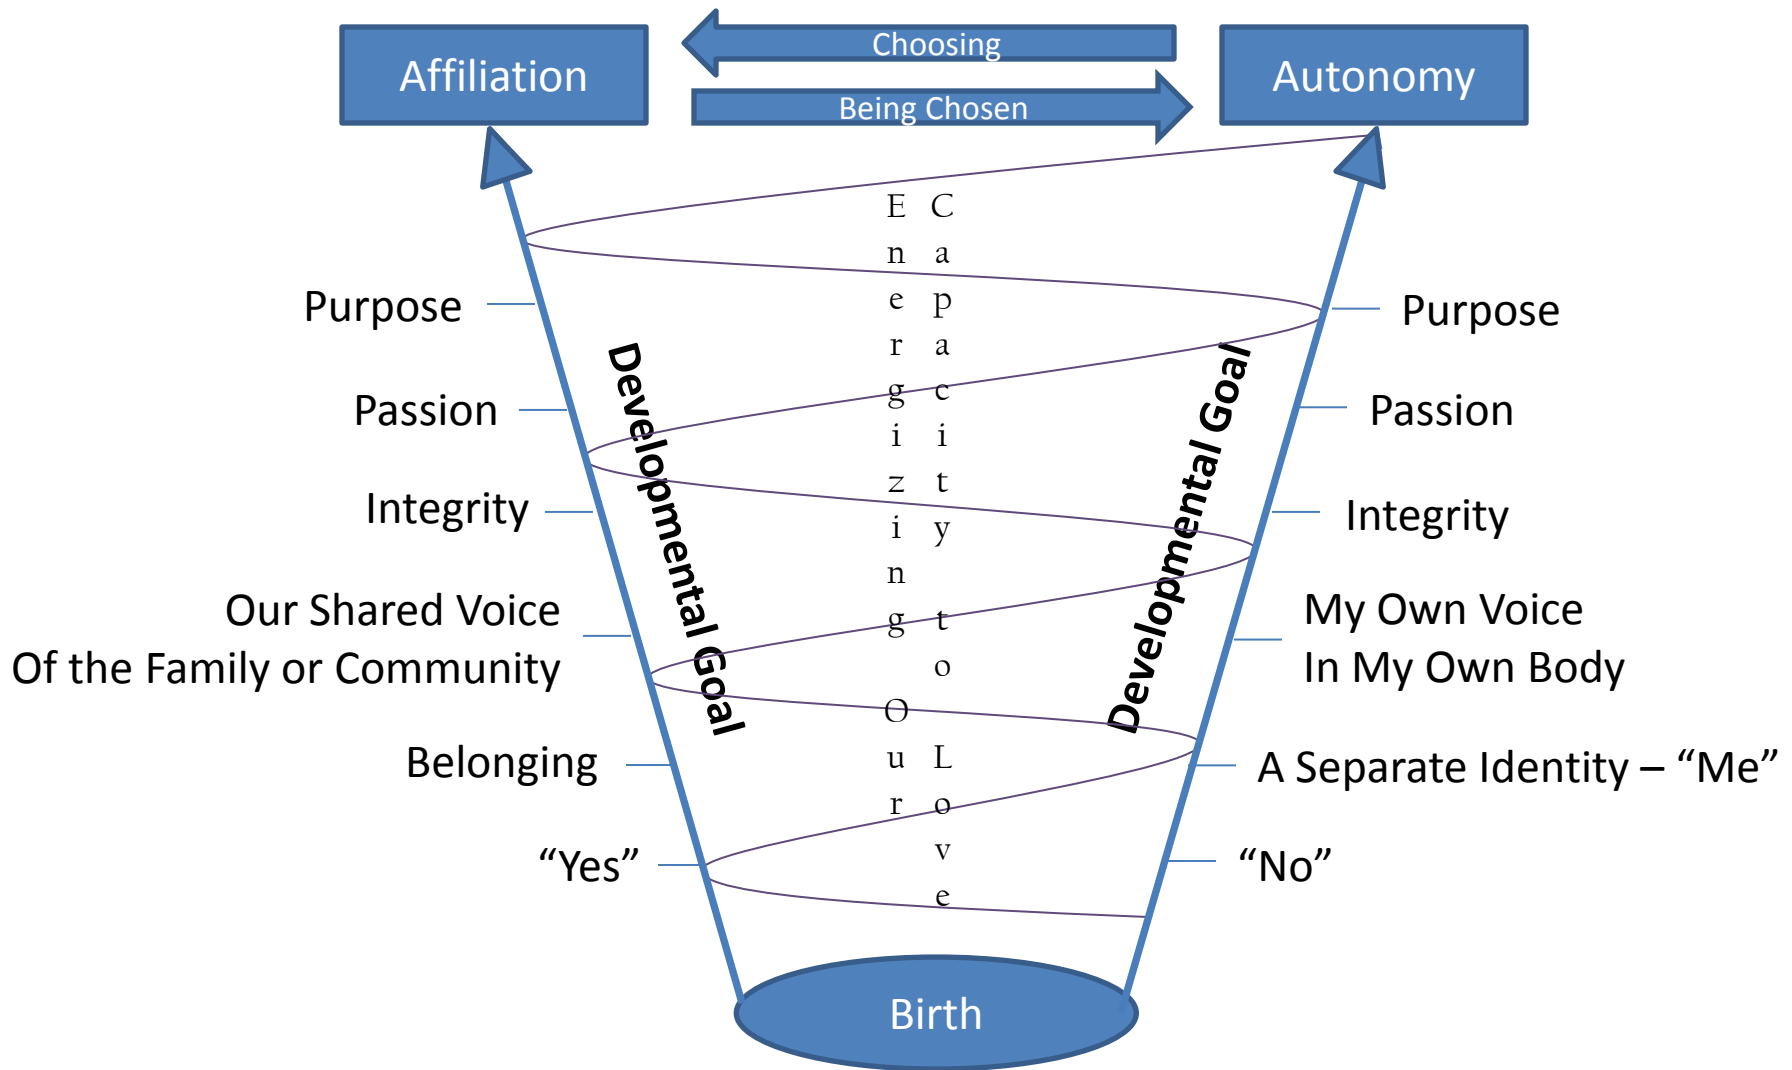 Affiliation
Choosing
Being Chosen
Autonomy
Energizing Our
Capacity to Love
Purpose
Purpose
Developmental Goal
Developmental Goal
Passion
Passion
Integrity
Integrity
Our Shared Voice
Of the Family or Community
My Own Voice
In My Own Body
Belonging
A Separate Identity – “Me”
“Yes”
“No”
Birth